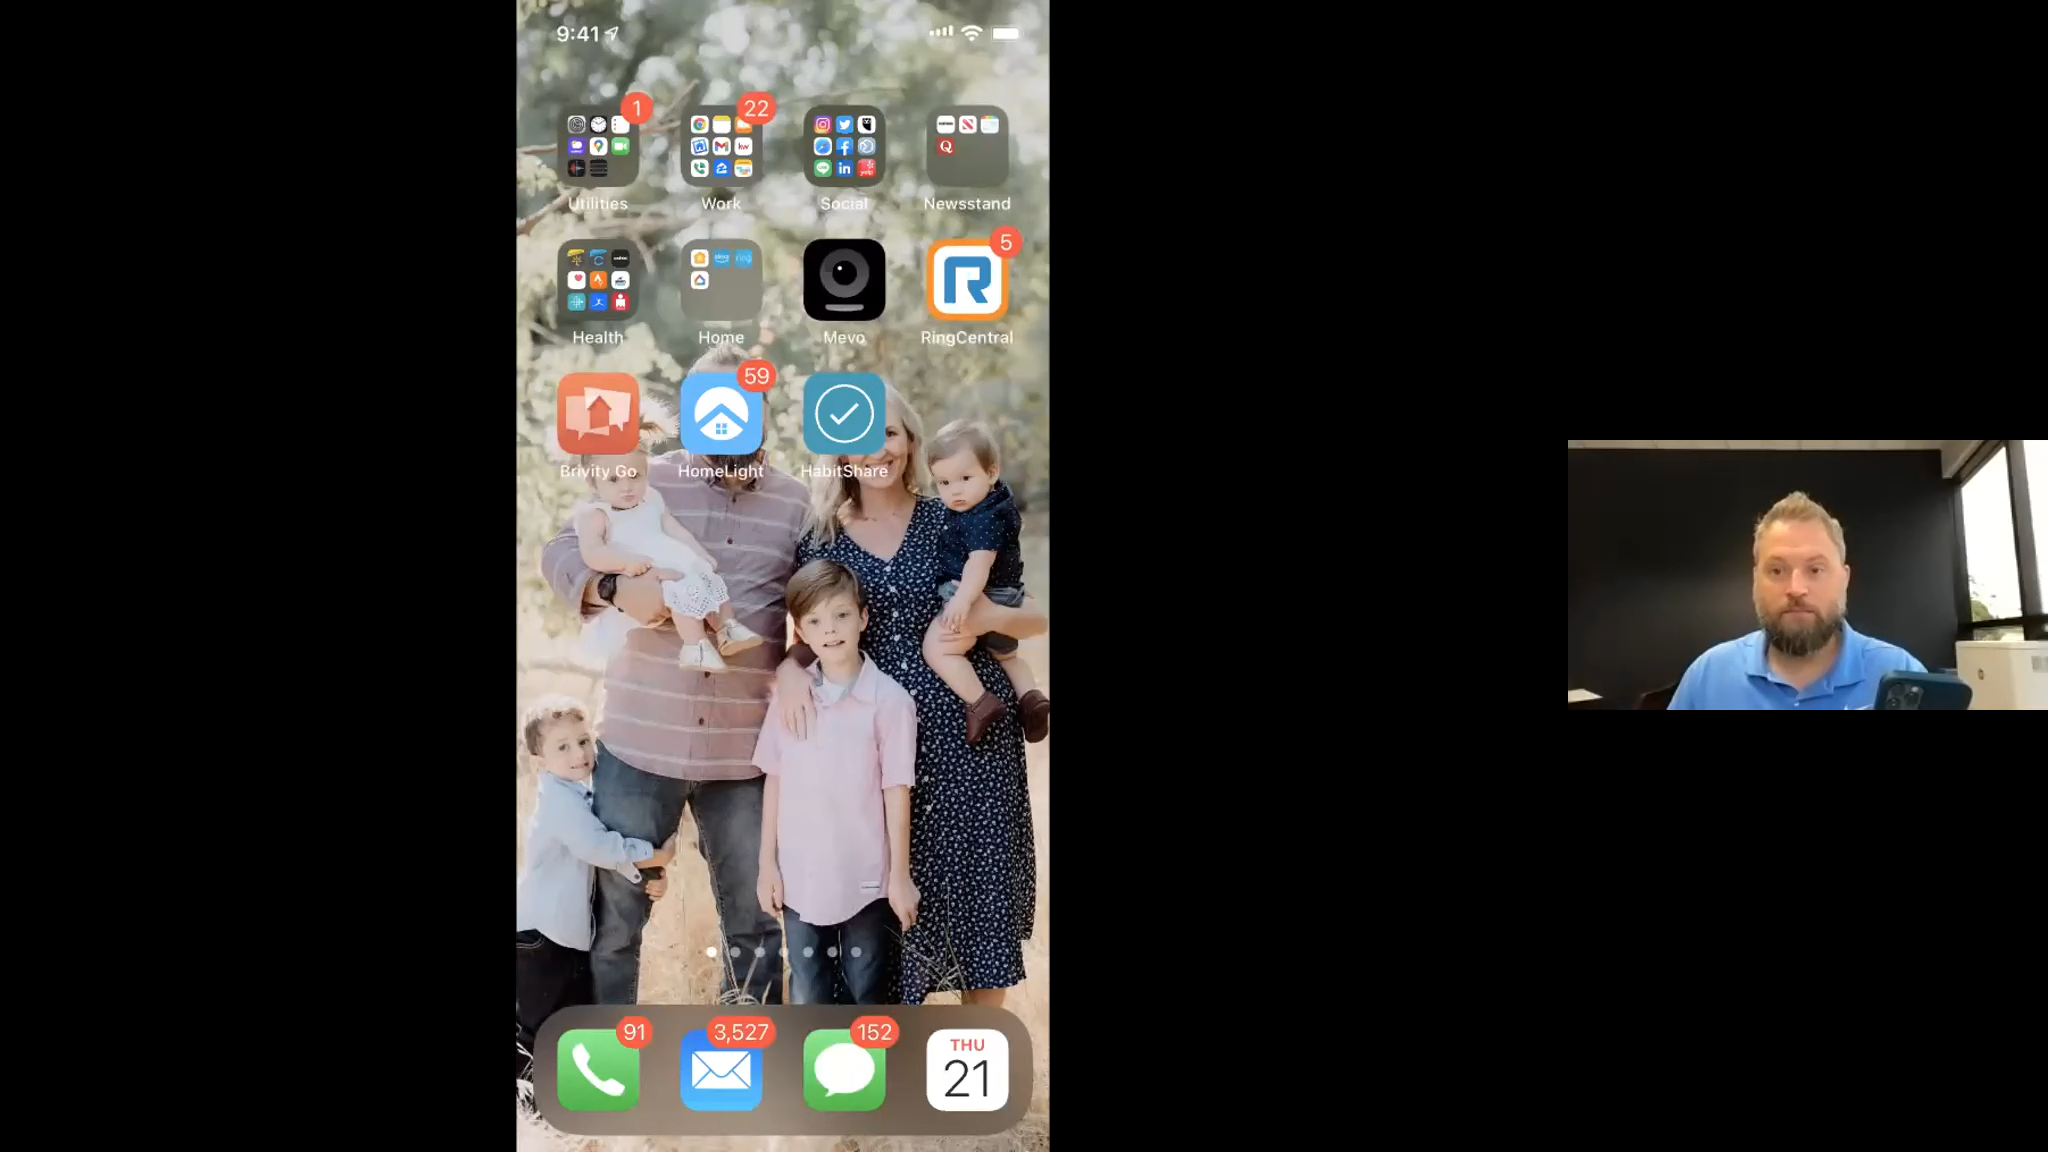 9:41
1
22
Utilities
Work
Social
Newsstand
5
Health
Home
Mevo
RingCentral
59
Brivity Go
HomeLight
HabitShare
91
3,527
152
THU
21